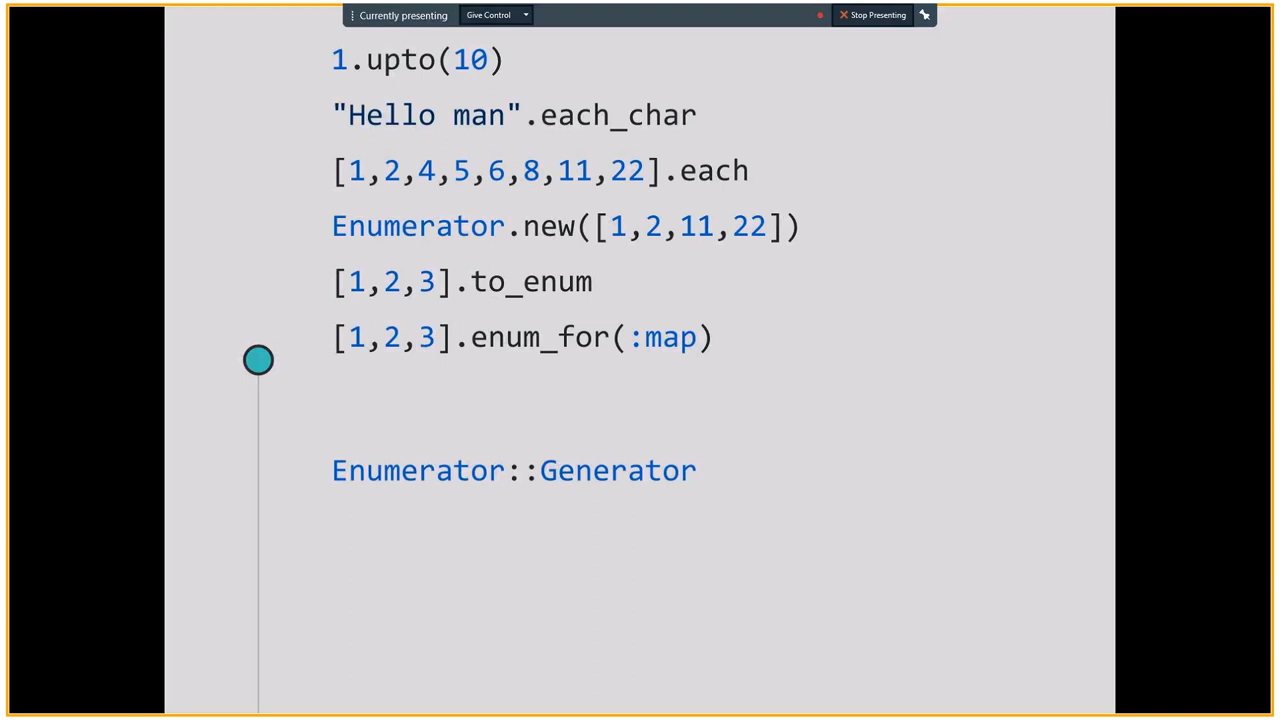 Currently presenting Give Control Stop Presenting
1.upto(10)
"Hello man".each_char
[1,2,4,5,6,8,11,22].each
Enumerator.new([1,2,11,22])
[1,2,3].to_enum
[1,2,3].enum_for(:map)
Enumerator::Generator